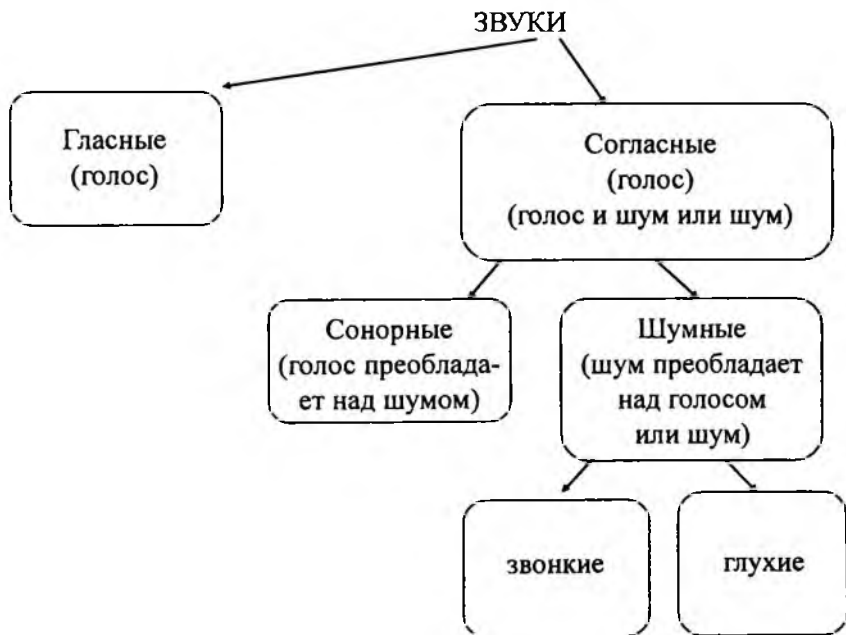 ЗВУКИ
Гласные
(голос)
Согласные
(голос)
(голос и шум или шум)
Сонорные
(голос преоблада-
ет над шумом)
Шумные
(шум преобладает
над голосом
или шум)
звонкие
глухие